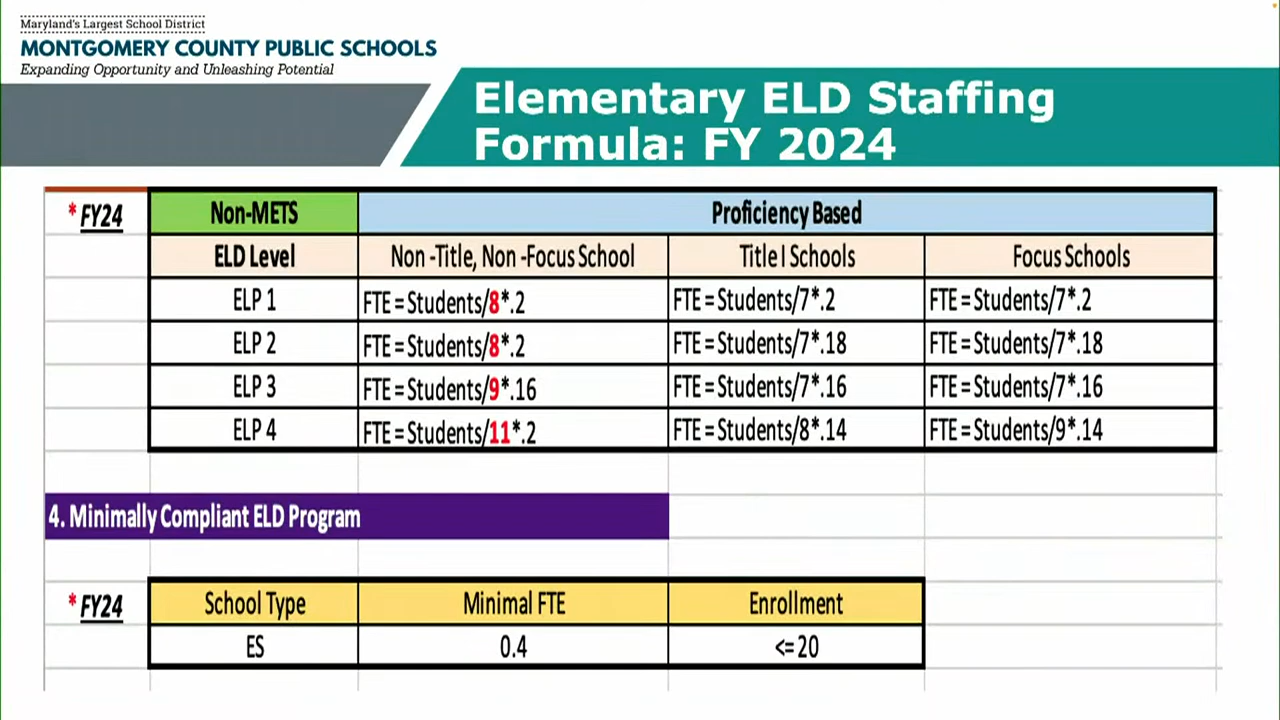 Maryland's Largest School District
MONTGOMERY COUNTY PUBLIC SCHOOLS
Expanding Opportunity and Unleashing Potential
Elementary ELD Staffing
Formula: FY 2024
* FY24 Non-METS Proficiency Based
ELD Level Non -Title, Non -Focus School Title I Schools Focus Schools
ELP 1 FTE = Students/8*.2 FTE = Students/7*.2 FTE = Students/7*.2
ELP 2 FTE = Students/8*.2 FTE = Students/7*.18 FTE = Students/7*.18
ELP 3 FTE = Students/9*.16 FTE = Students/7*.16 FTE = Students/7*.16
ELP 4 FTE = Students/11*.2 FTE = Students/8*.14 FTE = Students/9*.14
4. Minimally Compliant ELD Program
* FY24 School Type Minimal FTE Enrollment
ES 0.4 <= 20